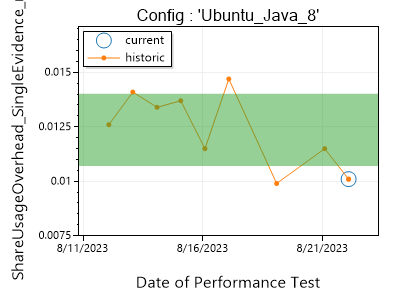 Config : 'Ubuntu_Java_8'
current
historic
0.015
0.0125
0.01
0.0075
8/11/2023
8/16/2023
8/21/2023
Date of Performance Test
ShareUsageOverhead_SingleEvidence_